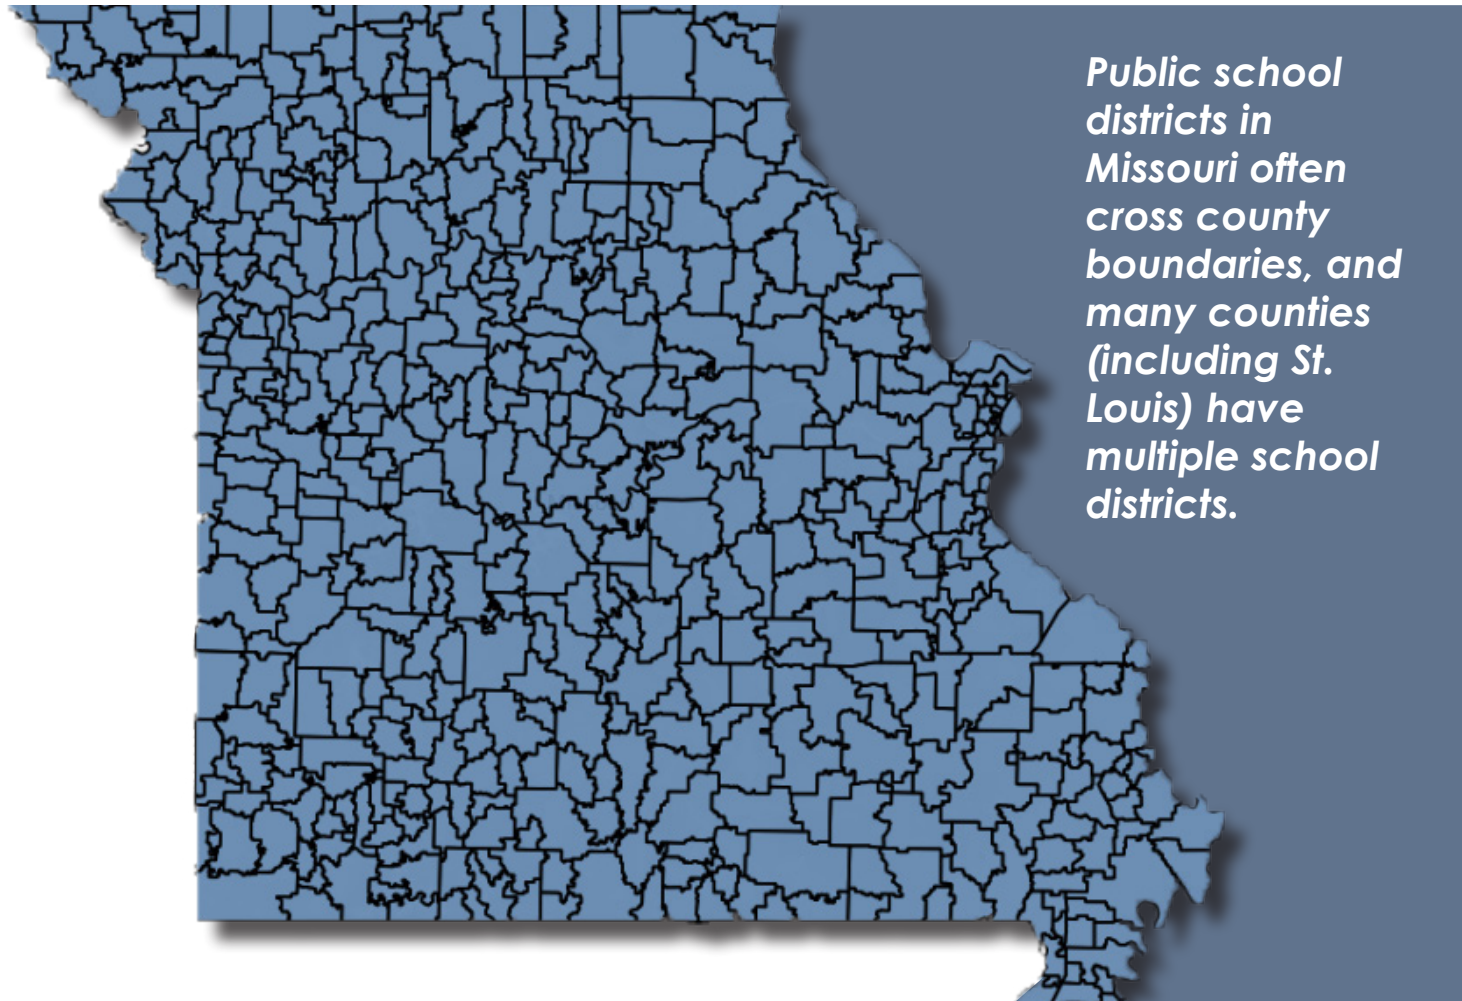 Public school
districts in
Missouri often
cross county
boundaries, and
many counties
(including St.
Louis) have
multiple school
districts.